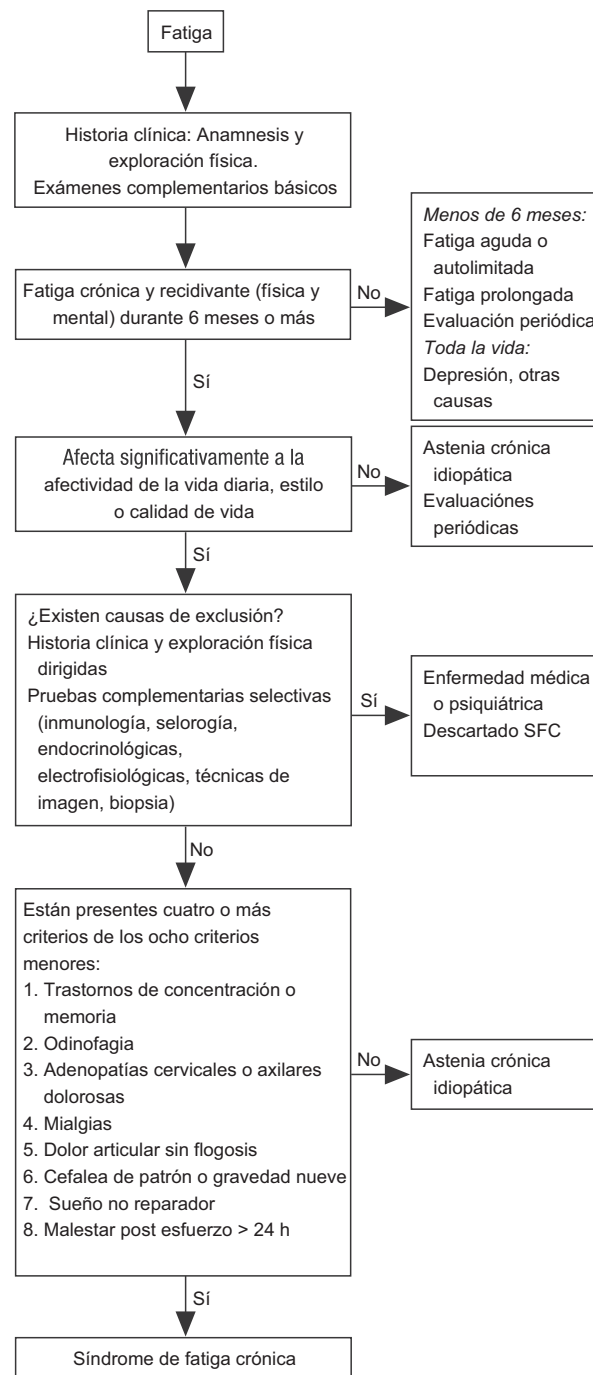 Fatiga
Historia clínica: Anamnesis y
exploración física.
Exámenes complementarios básicos
Fatiga crónica y recidivante (física y
mental) durante 6 meses o más
No
Menos de 6 meses:
Fatiga aguda o
autolimitada
Fatiga prolongada
Evaluación periódica
Toda la vida:
Depresión, otras
causas
Sí
Afecta significativamente a la
afectividad de la vida diaria, estilo
o calidad de vida
No
Astenia crónica
idiopática
Evaluaciónes
periódicas
Sí
¿Existen causas de exclusión?
Historia clínica y exploración física
dirigidas
Pruebas complementarias selectivas
(inmunología, selorogía,
endocrinológicas,
electrofisiológicas, técnicas de
imagen, biopsia)
Sí
Enfermedad médica
o psiquiátrica
Descartado SFC
No
Están presentes cuatro o más
criterios de los ocho criterios
menores:
1. Trastornos de concentración o
memoria
2. Odinofagia
3. Adenopatías cervicales o axilares
dolorosas
4. Mialgias
5. Dolor articular sin flogosis
6. Cefalea de patrón o gravedad nueve
7. Sueño no reparador
8. Malestar post esfuerzo > 24 h
No
Astenia crónica
idiopática
Sí
Síndrome de fatiga crónica